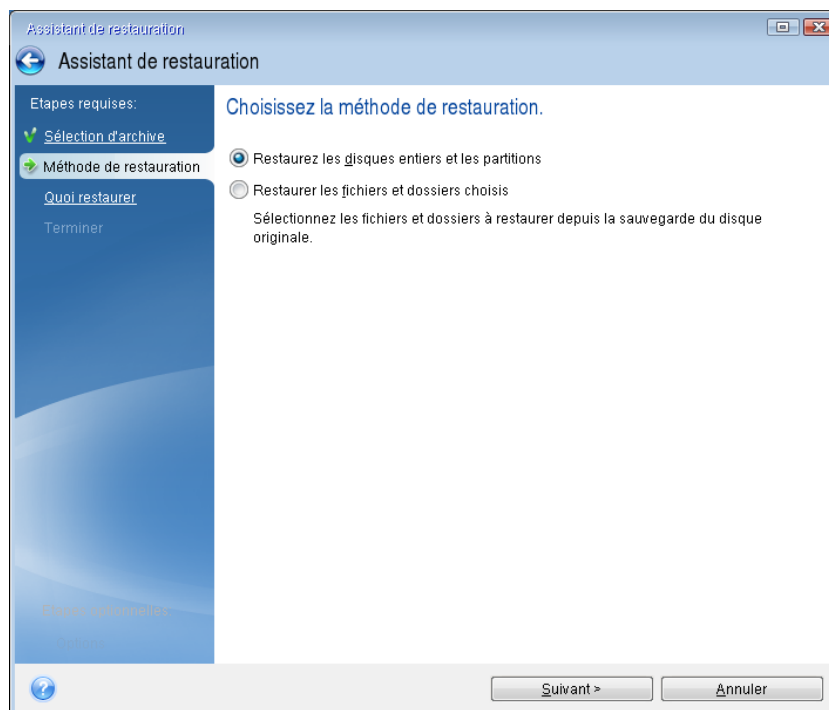 Assistant de restauration
Assistant de restauration
Etapes requises:
Sélection d'archive
Méthode de restauration
Quoi restaurer
Terminer
Choisissez la méthode de restauration.
Restaurez les disques entiers et les partitions
Restaurer les fichiers et dossiers choisis
Sélectionnez les fichiers et dossiers à restaurer depuis la sauvegarde du disque
originale.
optionnelles
Options
?
Suivant >
Annuler